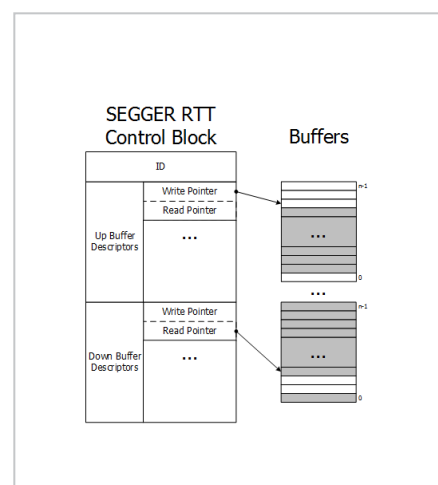 SEGGER RTT
Control Block
Buffers
ID
Up Buffer
Descriptors
Write Pointer
Read Pointer
...
Down Buffer
Descriptors
Write Pointer
Read Pointer
...
n-1
...
0
...
n-1
...
0